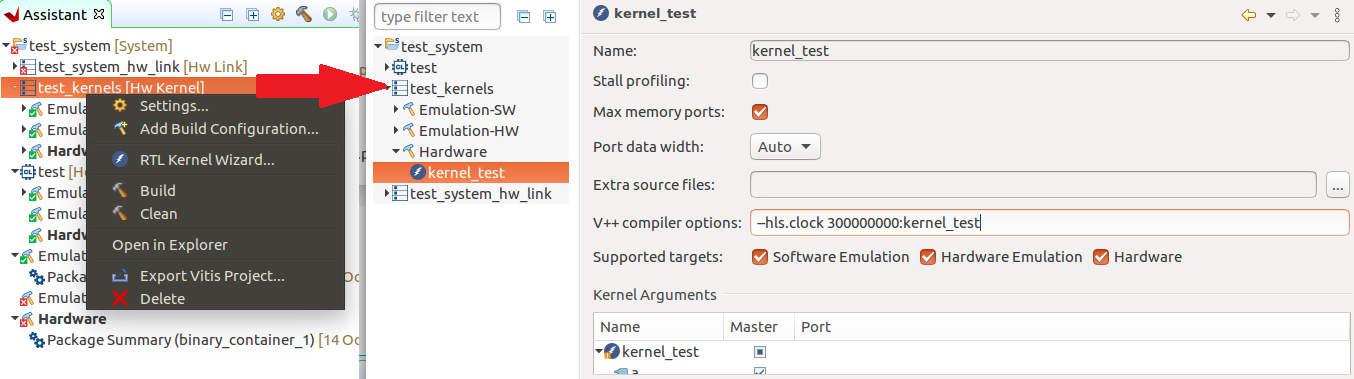 Assistant
test_system [System]
test_system_hw_link [Hw Link]
test_kernels [Hw Kernel]
Emula
Emula
Hardw
test [Ho
Emula
Emula
Hardw
Emulat
Package
Oc
Emulat
Hardware
Package Summary (binary_container_1) [14 Oc
Settings...
Add Build Configuration...
RTL Kernel Wizard...
Build
Clean
Open in Explorer
Export Vitis Project...
Delete
type filter text
test_system
test
test_kernels
Emulation-SW
Emulation-HW
Hardware
kernel_test
test_system_hw_link
kernel_test
Name: kernel_test
Stall profiling:
Max memory ports:
Port data width: Auto
Extra source files: ...
V++ compiler options: --hls.clock 300000000:kernel_test
Supported targets: Software Emulation Hardware Emulation Hardware
Kernel Arguments
Name Master Port
kernel_test